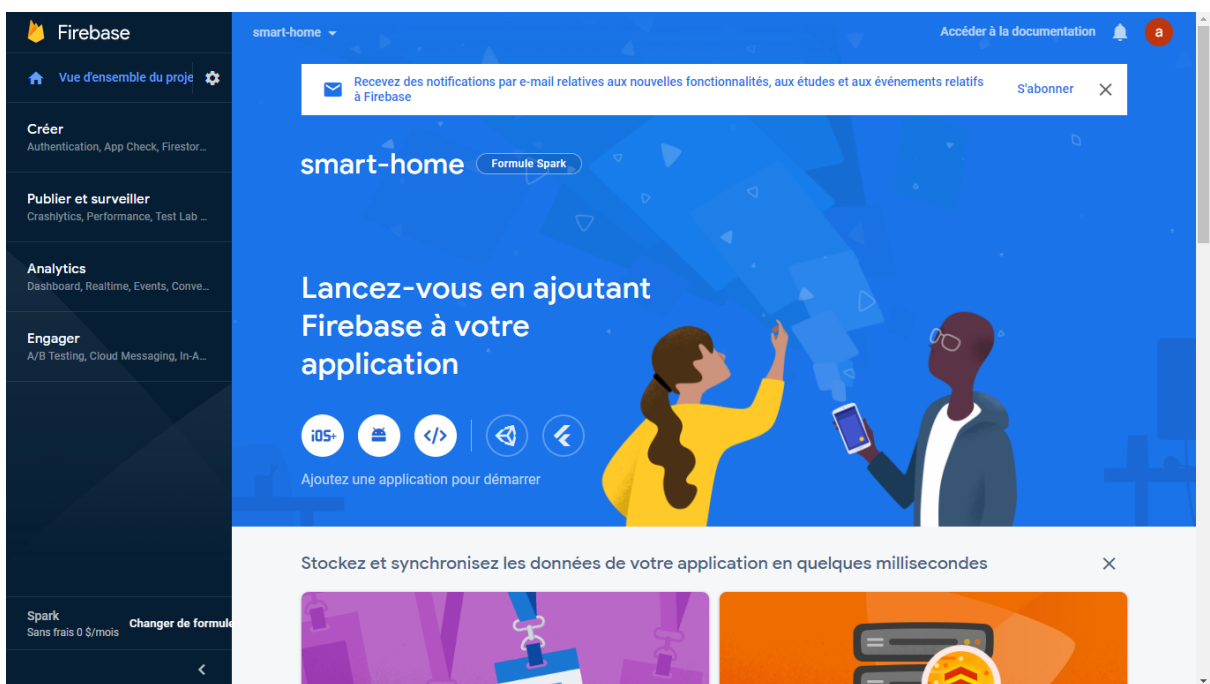 Firebase
smart-home
Accéder à la documentation
a
Vue d'ensemble du proje
Recevez des notifications par e-mail relatives aux nouvelles fonctionnalités, aux études et aux événements relatifs
à Firebase
S'abonner
Créer
Authentication, App Check, Firestor...
smart-home
Formule Spark
Publier et surveiller
Crashlytics, Performance, Test Lab ...
Analytics
Dashboard, Realtime, Events, Conve...
Engager
A/B Testing, Cloud Messaging, In-A...
Lancez-vous en ajoutant
Firebase à votre
application
iOS+
</>
Ajoutez une application pour démarrer
Stockez et synchronisez les données de votre application en quelques millisecondes
Spark
Sans frais 0 $/mois
Changer de formule